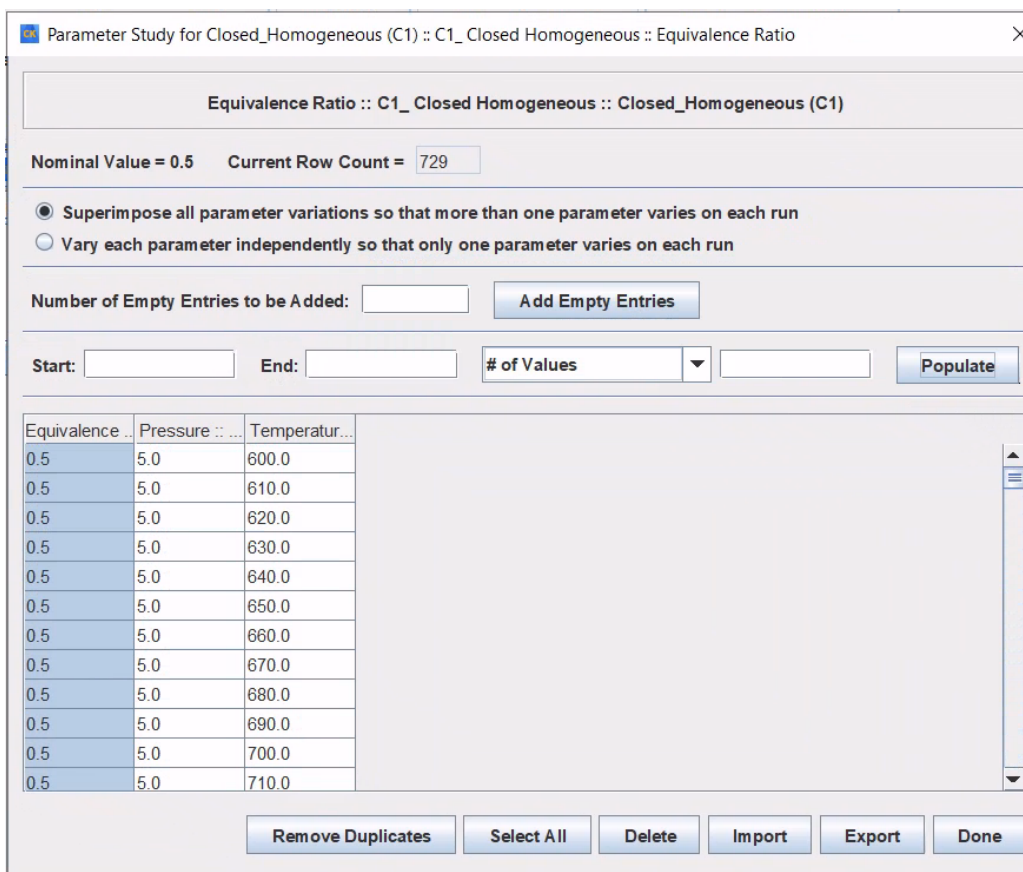 CK Parameter Study for Closed_Homogeneous (C1) :: C1_ Closed Homogeneous :: Equivalence Ratio
Equivalence Ratio :: C1_ Closed Homogeneous :: Closed_Homogeneous (C1)
Nominal Value = 0.5 Current Row Count = 729
Superimpose all parameter variations so that more than one parameter varies on each run
Vary each parameter independently so that only one parameter varies on each run
Number of Empty Entries to be Added: Add Empty Entries
Start: End: # of Values Populate
Equivalence ... Pressure :: ... Temperatur...
0.5 5.0 600.0
0.5 5.0 610.0
0.5 5.0 620.0
0.5 5.0 630.0
0.5 5.0 640.0
0.5 5.0 650.0
0.5 5.0 660.0
0.5 5.0 670.0
0.5 5.0 680.0
0.5 5.0 690.0
0.5 5.0 700.0
0.5 5.0 710.0
Remove Duplicates Select All Delete Import Export Done